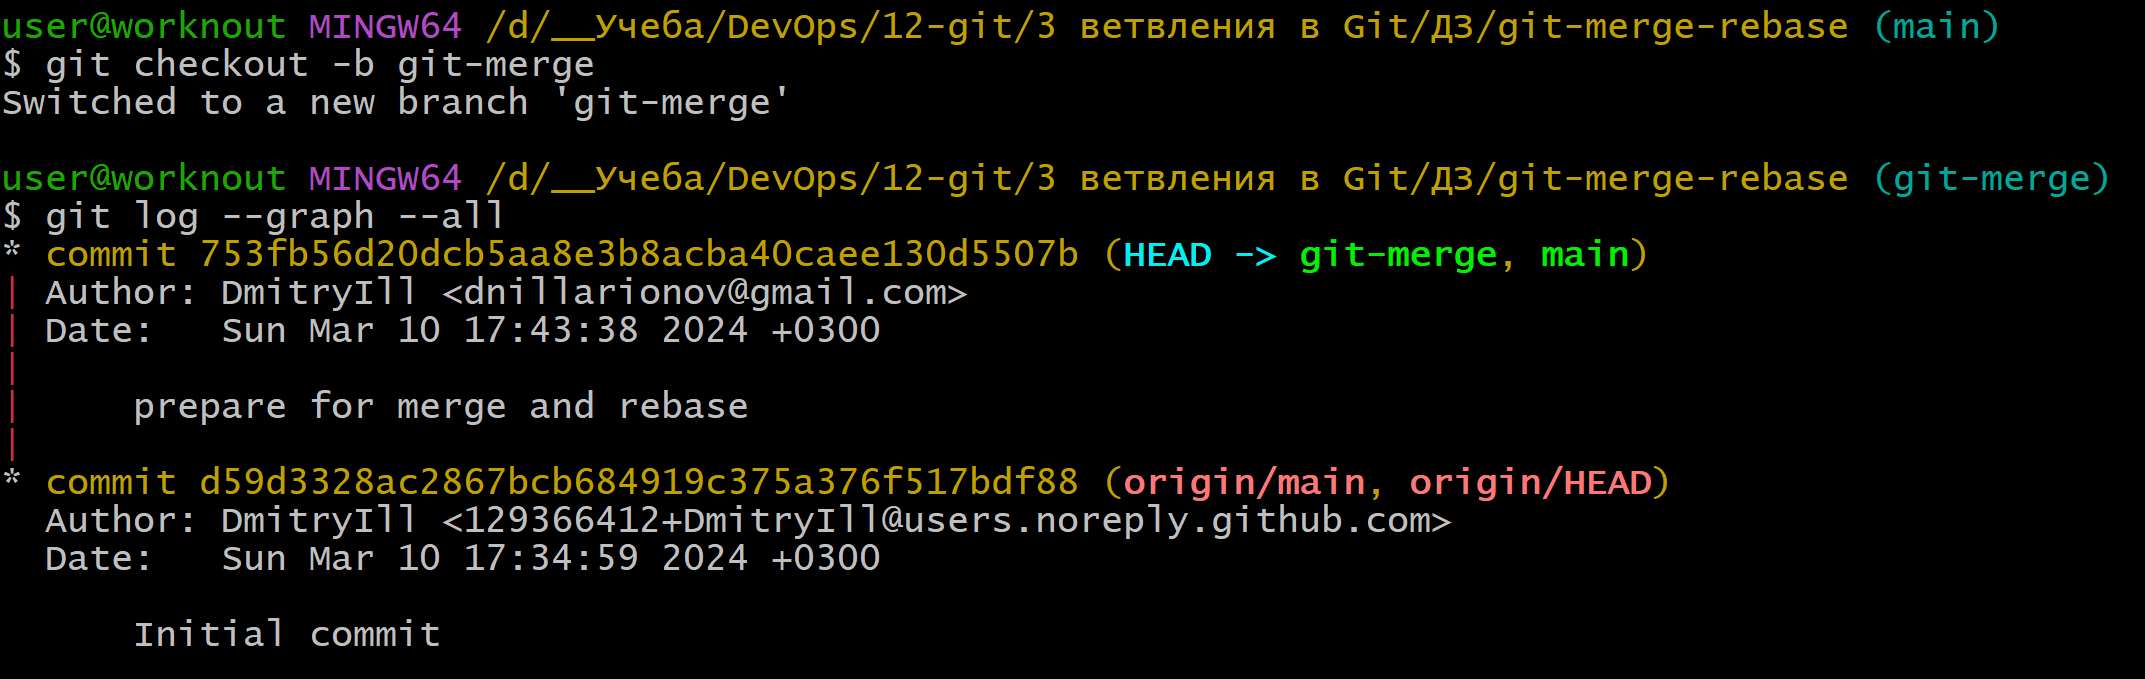 user@worknout MINGW64 /d/__Учеба/DevOps/12-git/3 ветвления в Git/ДЗ/git-merge-rebase (main)
$ git checkout -b git-merge
Switched to a new branch 'git-merge'
user@worknout MINGW64 /d/__Учеба/DevOps/12-git/3 ветвления в Git/ДЗ/git-merge-rebase (git-merge)
$ git log --graph --all
* commit 753fb56d20dcb5aa8e3b8acba40caee130d5507b (HEAD -> git-merge, main)
| Author: DmitryIll <dnillarionov@gmail.com>
| Date:   Sun Mar 10 17:43:38 2024 +0300
|
|     prepare for merge and rebase
|
* commit d59d3328ac2867bcb684919c375a376f517bdf88 (origin/main, origin/HEAD)
  Author: DmitryIll <129366412+DmitryIll@users.noreply.github.com>
  Date:   Sun Mar 10 17:34:59 2024 +0300
      Initial commit